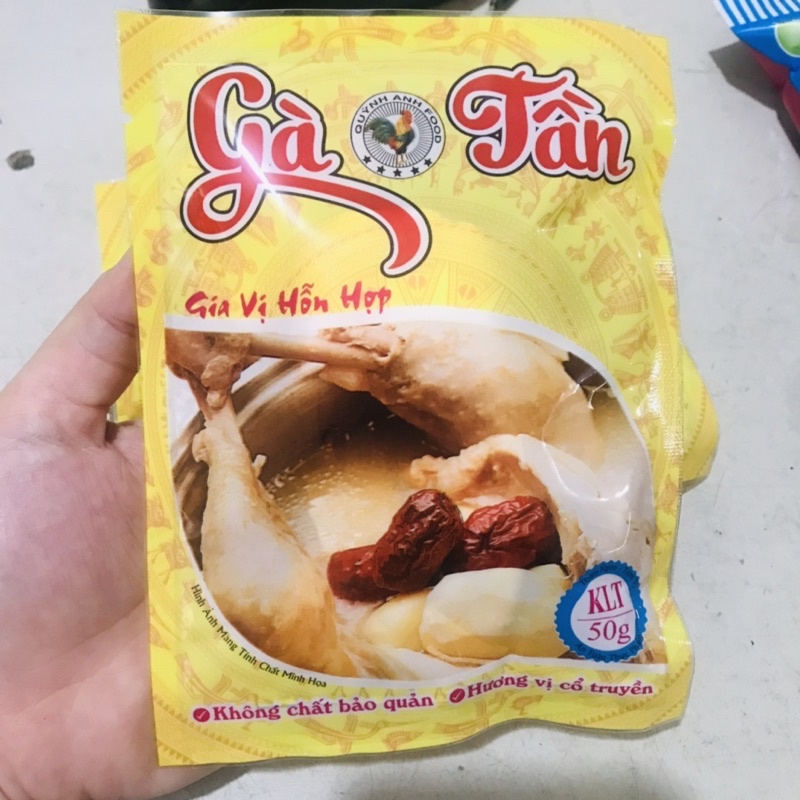 Gà Tần
QUỲNH ANH FOOD
Gia Vị Hỗn Hợp
KLT
50g
Hình Ảnh Mang Tính Chất Minh Họa
Không chất bảo quản
Hương vị cổ truyền